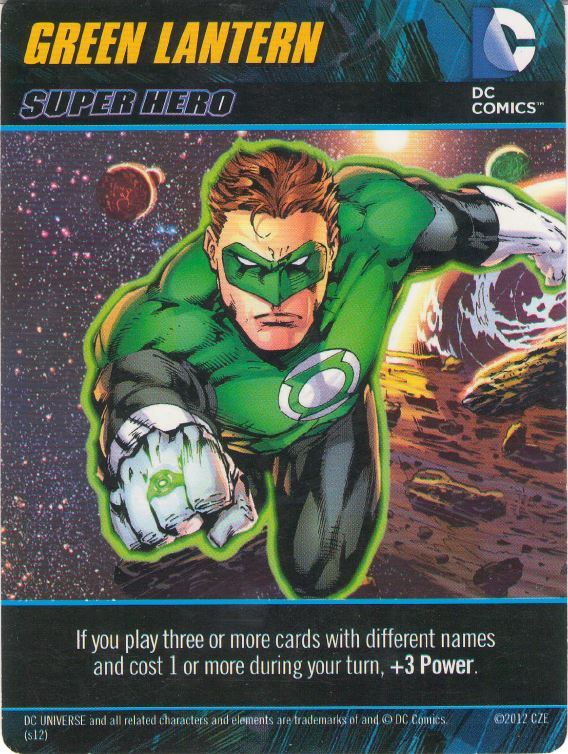 GREEN LANTERN
SUPER HERO
DC
COMICS™
If you play three or more cards with different names
and cost 1 or more during your turn, +3 Power.
DC UNIVERSE and all related characters and elements are trademarks of and © DC Comics.
(s12)
©2012 CZE